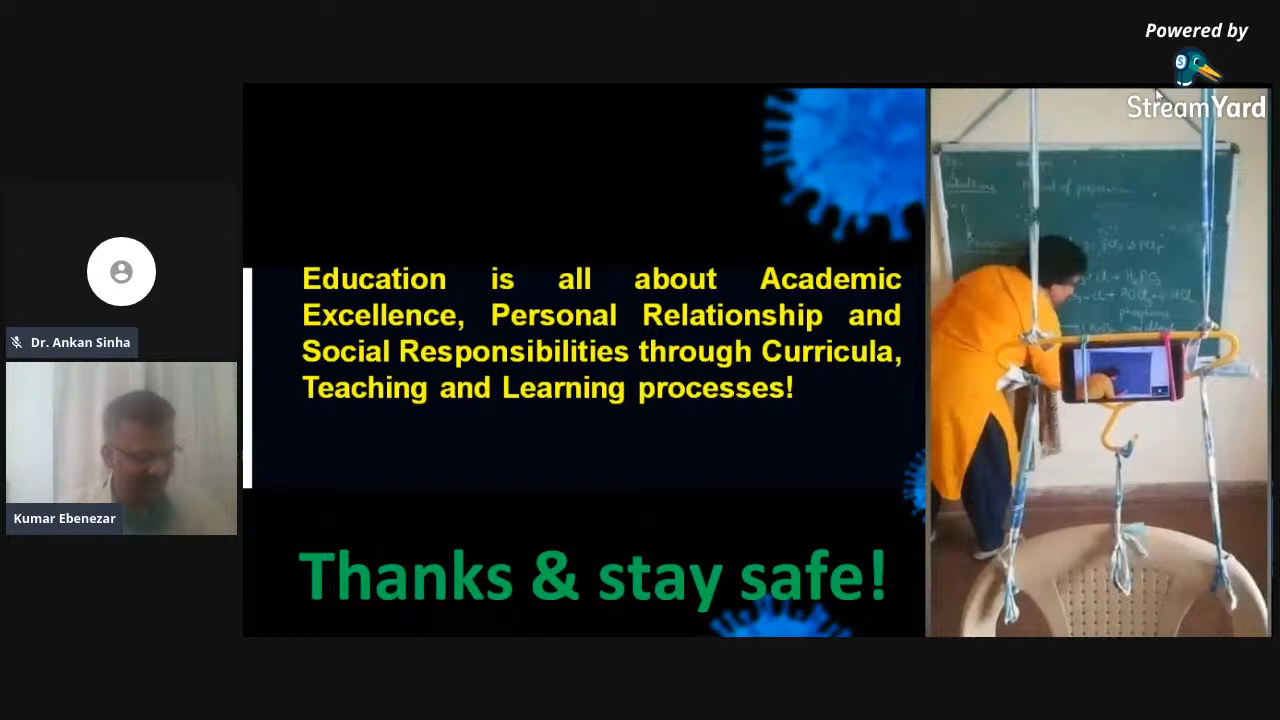 Powered by
StreamYard
Education is all about Academic
Excellence, Personal Relationship and
Social Responsibilities through Curricula,
Teaching and Learning processes!
Dr. Ankan Sinha
Kumar Ebenezar
Thanks & stay safe!